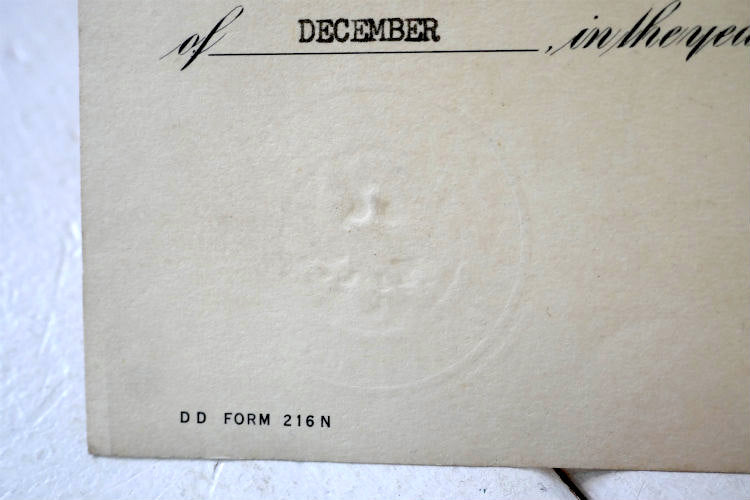 of DECEMBER, in the yea
DD FORM 216N